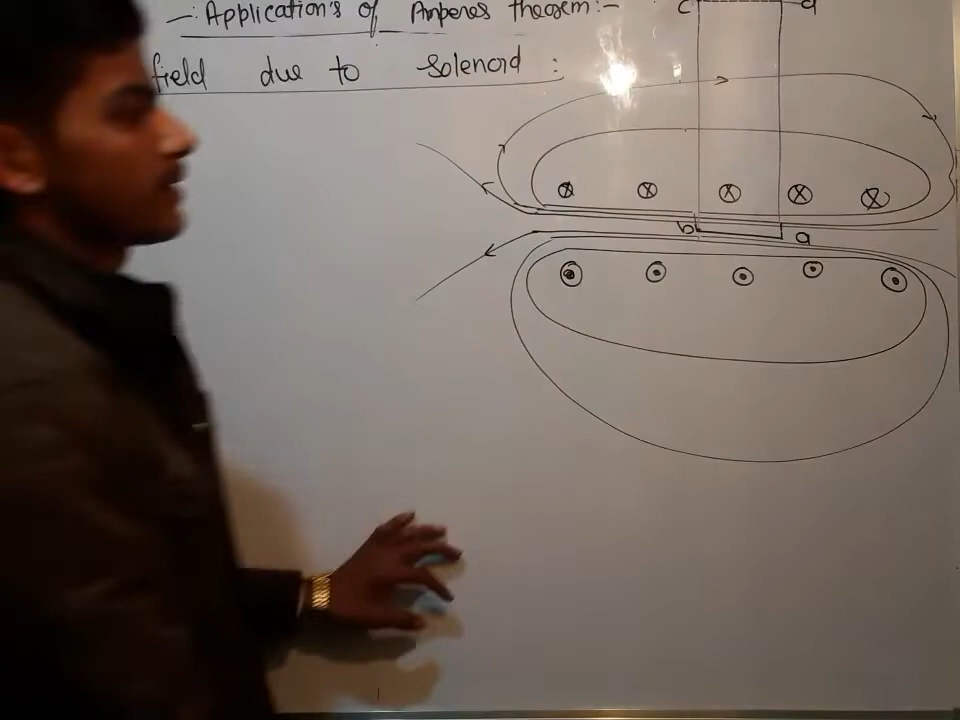 —: Application's of Amperes theorem:-
field due to solenoid :
c d
b a